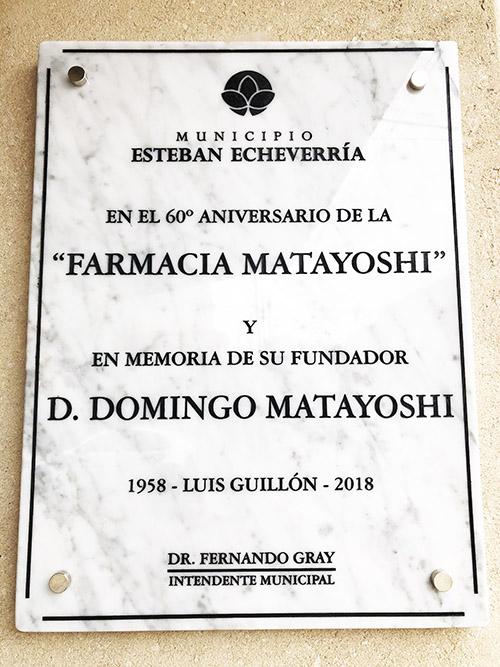 MUNICIPIO
ESTEBAN ECHEVERRÍA
EN EL 60º ANIVERSARIO DE LA
“FARMACIA MATAYOSHI”
Y
EN MEMORIA DE SU FUNDADOR
D. DOMINGO MATAYOSHI
1958 - LUIS GUILLÓN - 2018
DR. FERNANDO GRAY
INTENDENTE MUNICIPAL